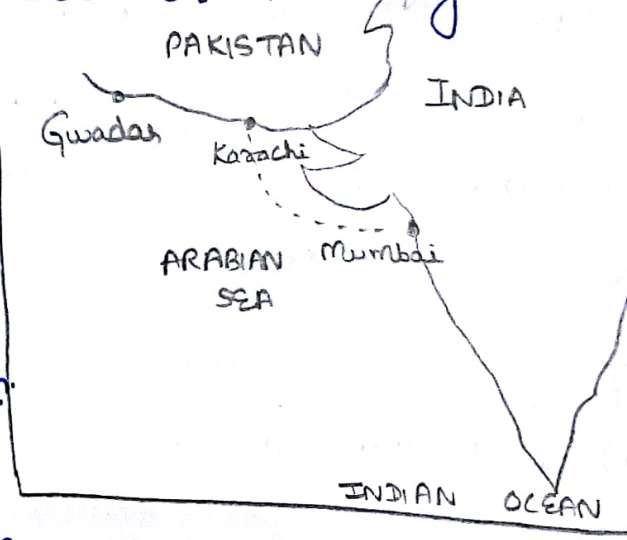 PAKISTAN
INDIA
Gwadar
Karachi
ARABIAN
SEA
Mumbai
INDIAN OCEAN